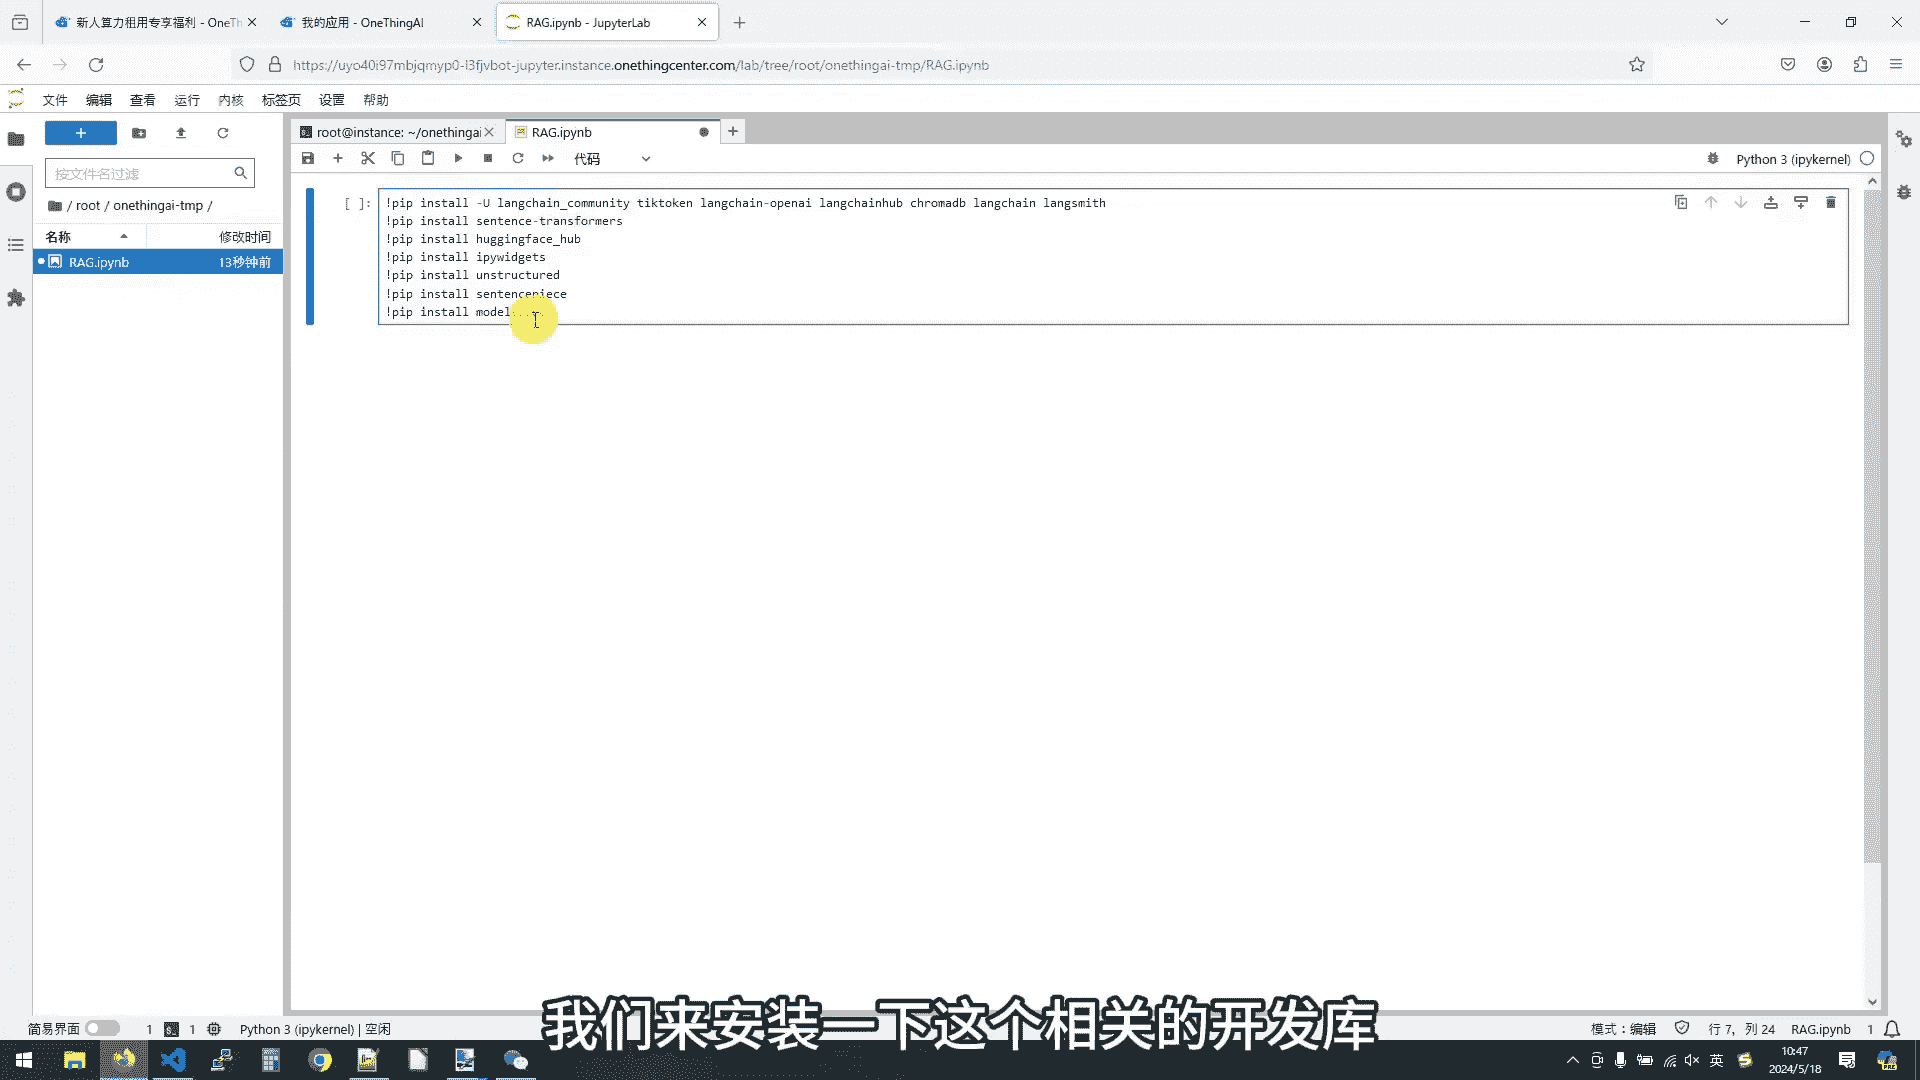 新人算力租用专享福利 - OneTh
我的应用 - OneThingAI
RAG.ipynb - JupyterLab
https://uyo40i97mbjqmyp0-i3fjvbot-jupyter.instance.onethingcenter.com/lab/tree/root/onethingai-tmp/RAG.ipynb
文件 编辑 查看 运行 内核 标签页 设置 帮助
root@instance: ~/onethingai
RAG.ipynb
按文件名过滤
代码
Python 3 (ipykernel)
/ root / onethingai-tmp /
名称 修改时间
RAG.ipynb 13秒钟前
[ ]:
!pip install -U langchain_community tiktoken langchain-openai langchainhub chromadb langchain langsmith
!pip install sentence-transformers
!pip install huggingface_hub
!pip install ipywidgets
!pip install unstructured
!pip install sentencepiece
!pip install
我们来安装一下这个相关的开发库
简易界面 1 1 Python 3 (ipykernel) | 空闲
模式：编辑 行 7，列 24 RAG.ipynb 1
英
10:47
2024/5/18